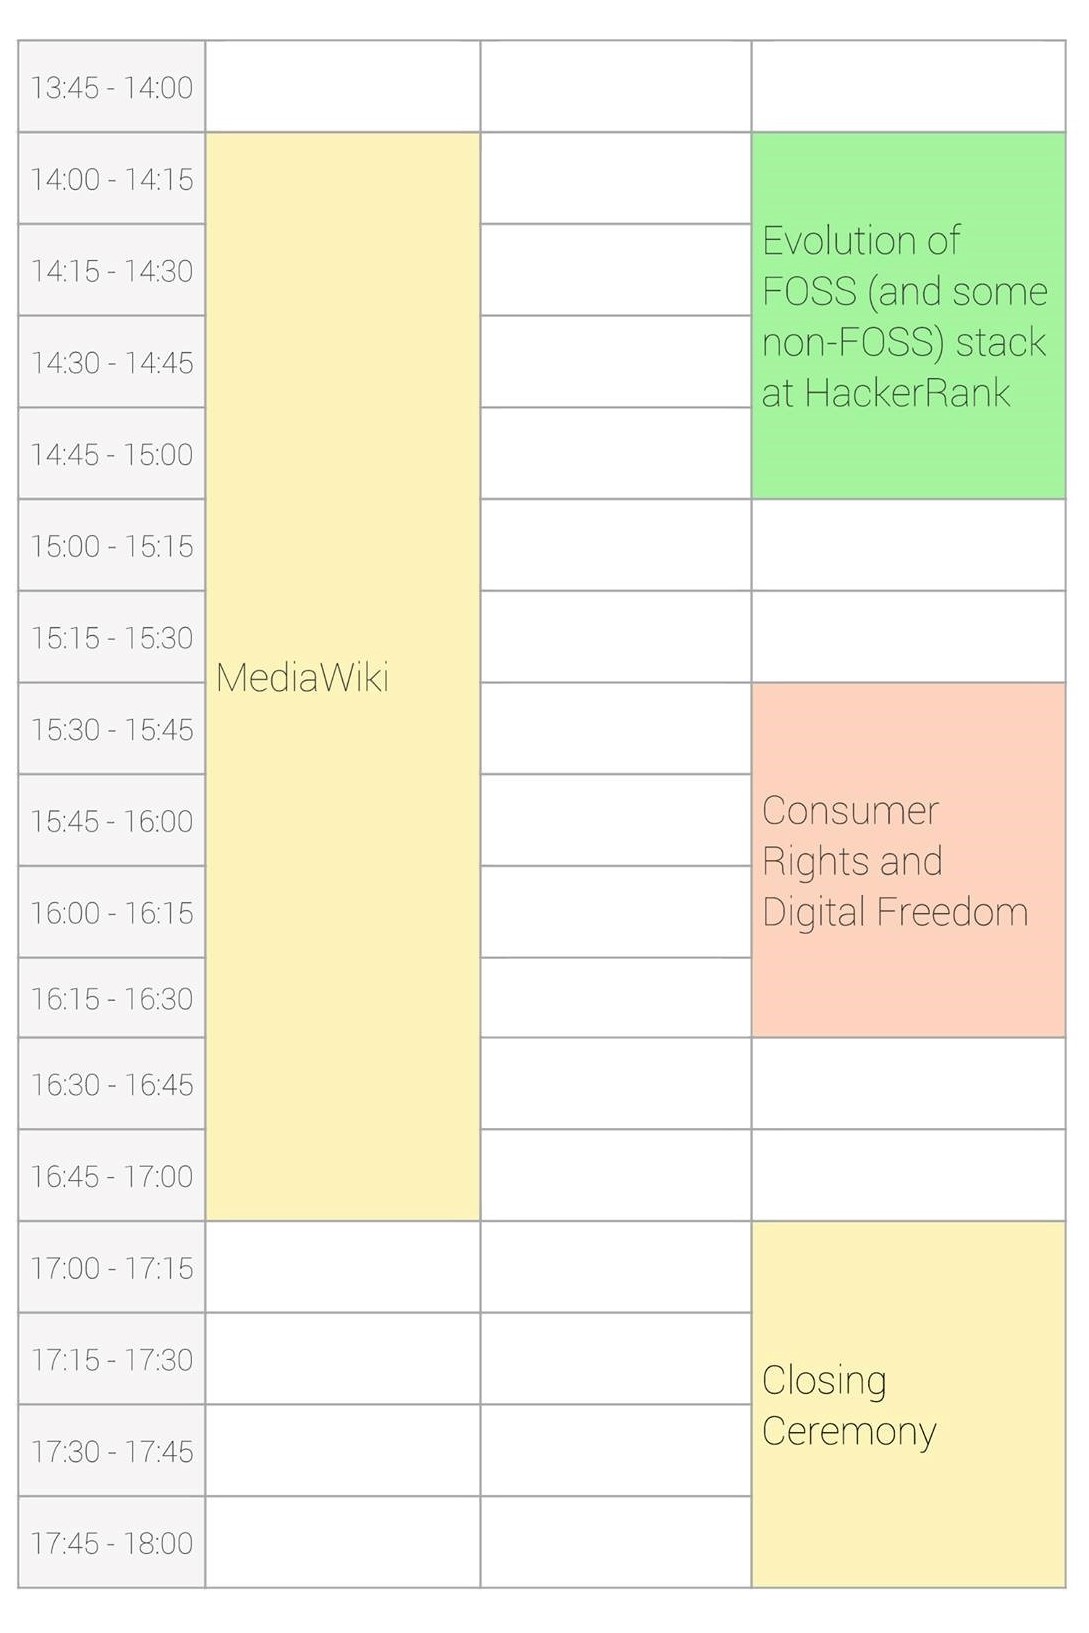 13:45 - 14:00
14:00 - 14:15
14:15 - 14:30
14:30 - 14:45
14:45 - 15:00
15:00 - 15:15
15:15 - 15:30
15:30 - 15:45
15:45 - 16:00
16:00 - 16:15
16:15 - 16:30
16:30 - 16:45
16:45 - 17:00
17:00 - 17:15
17:15 - 17:30
17:30 - 17:45
17:45 - 18:00
MediaWiki
Evolution of
FOSS (and some
non-FOSS) stack
at HackerRank
Consumer
Rights and
Digital Freedom
Closing
Ceremony